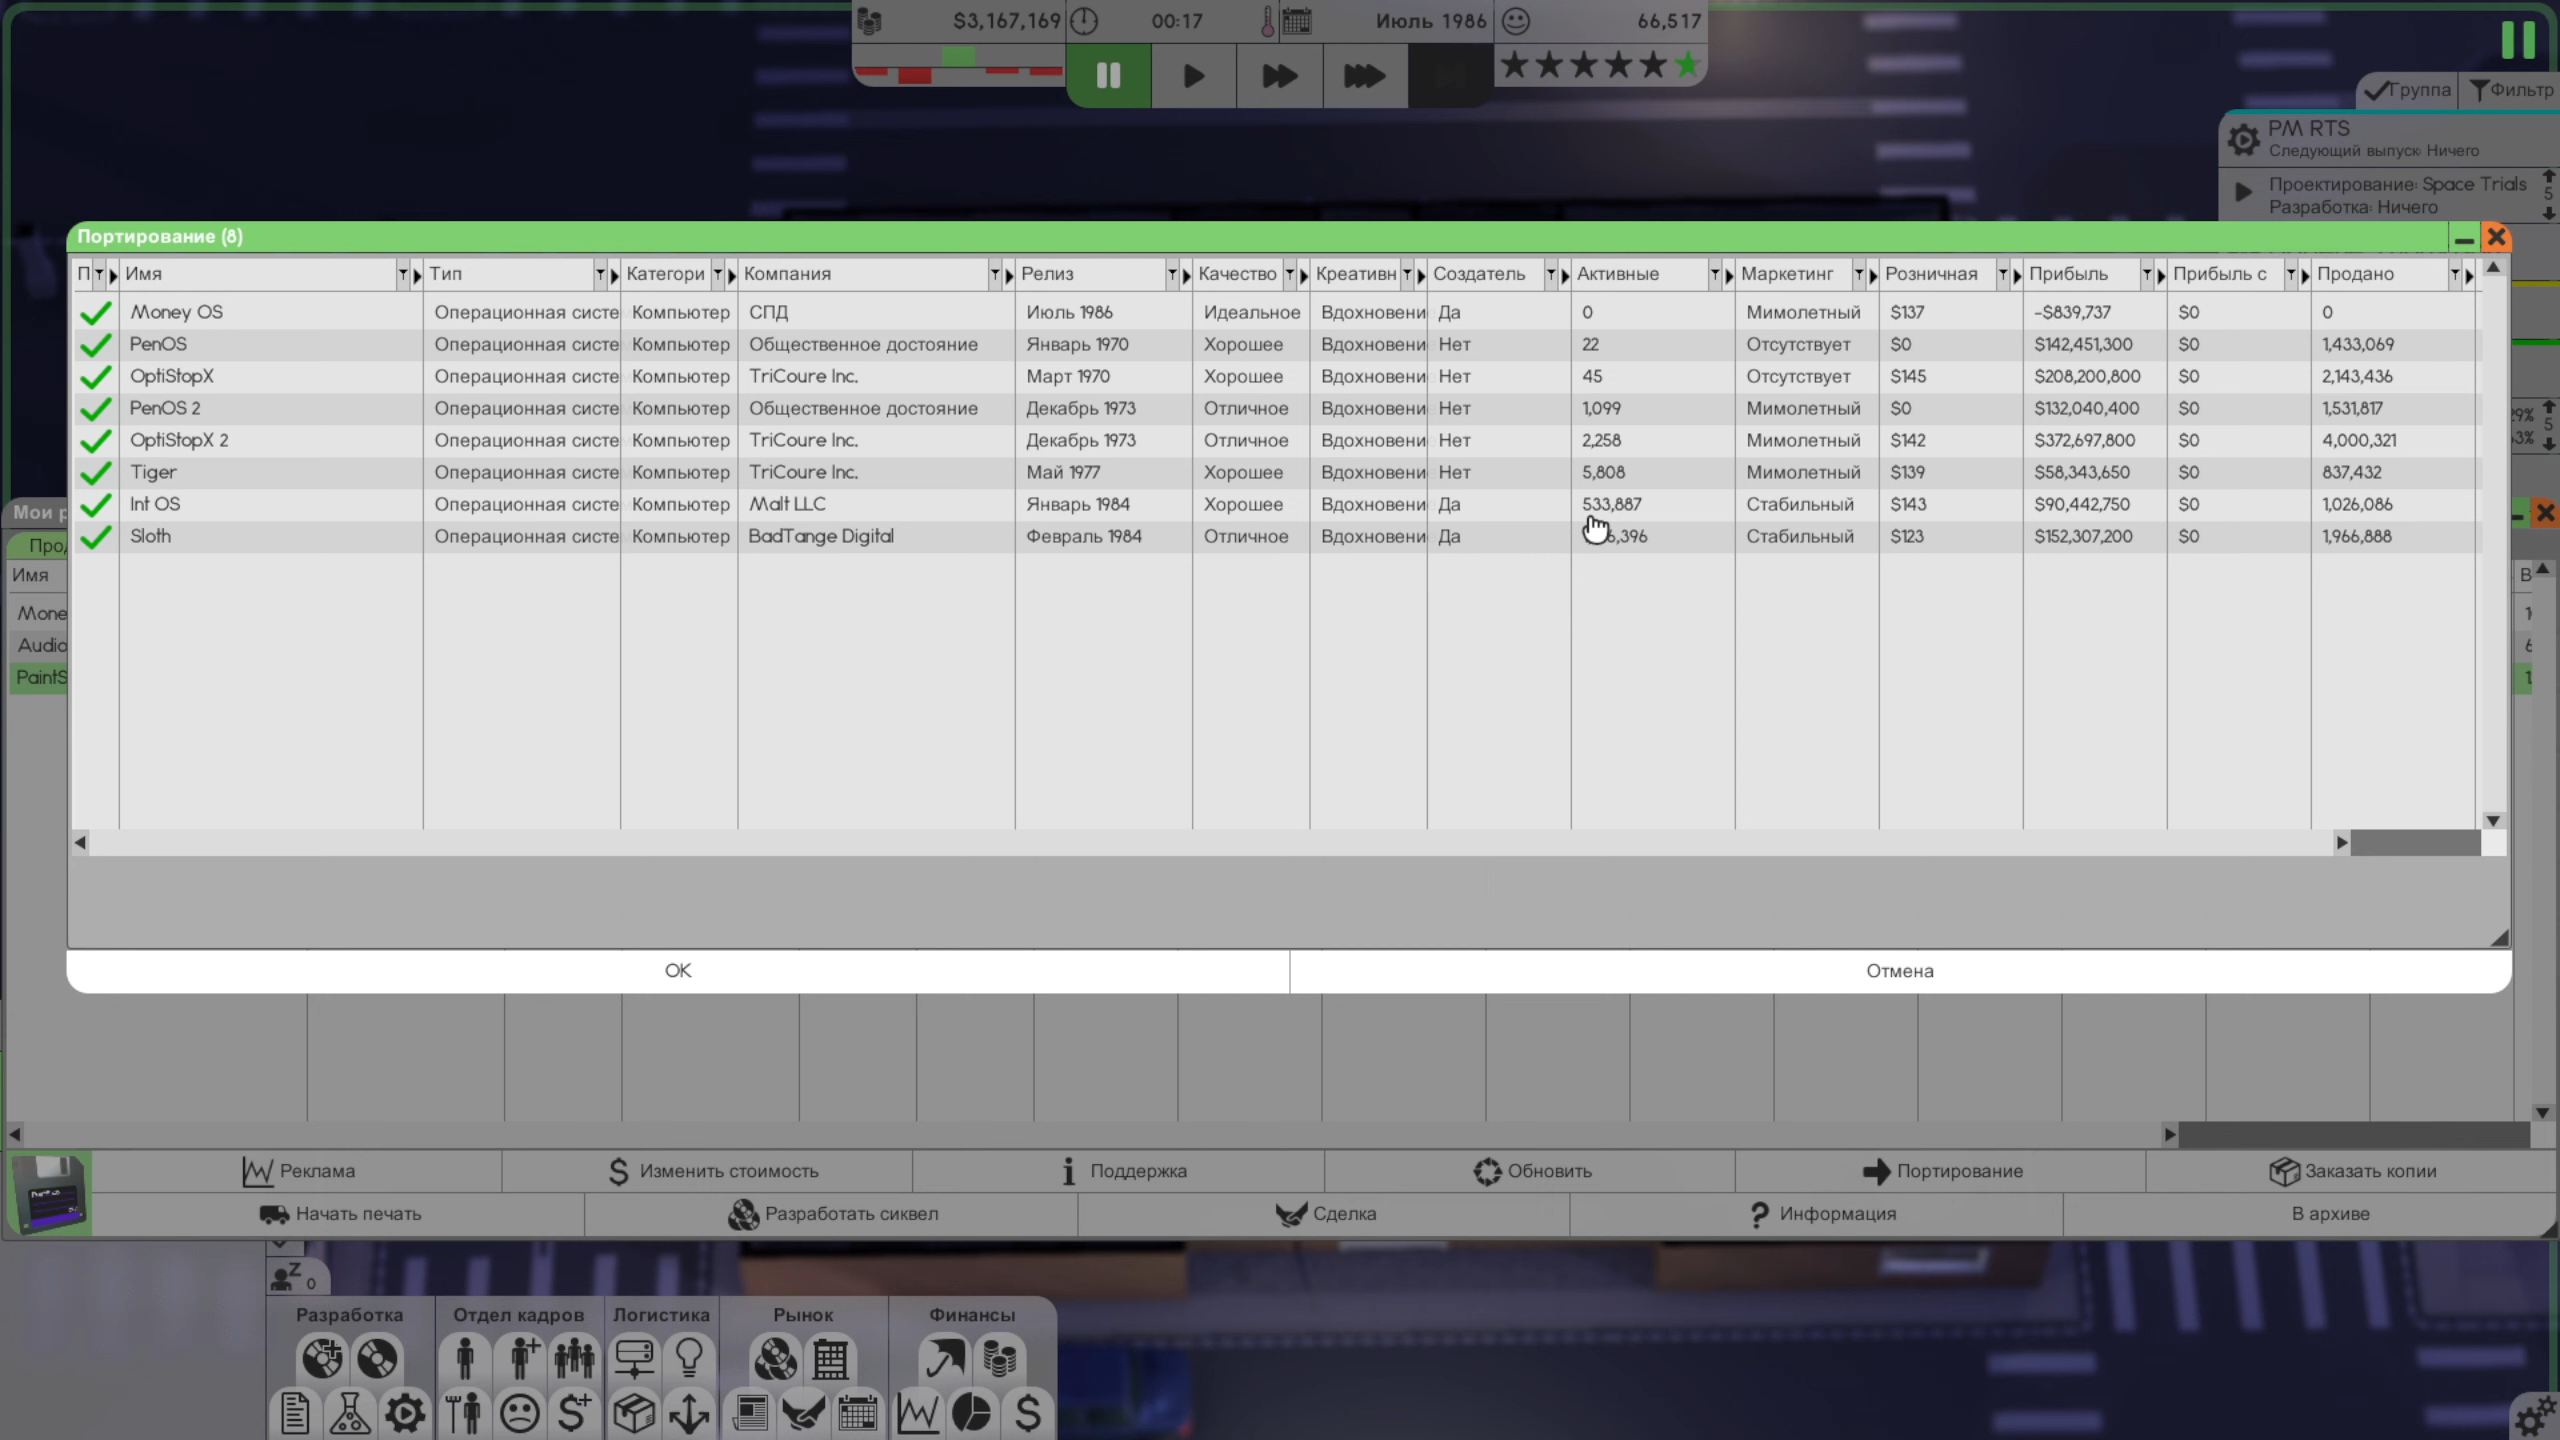 $3,167,169
00:17
Июль 1986
66,517
Группа
Фильтр
PM RTS
Следующий выпуск: Ничего
Проектирование: Space Trials
Разработка: Ничего
5
Портирование (8)
П Имя Тип Категори Компания Релиз Качество Креативн Создатель Активные Маркетинг Розничная Прибыль Прибыль с Продано
Money OS Операционная систе Компьютер СПД Июль 1986 Идеальное Вдохновени Да 0 Мимолетный $137 -$839,737 $0 0
PenOS Операционная систе Компьютер Общественное достояние Январь 1970 Хорошее Вдохновени Нет 22 Отсутствует $0 $142,451,300 $0 1,433,069
OptiStopX Операционная систе Компьютер TriCoure Inc. Март 1970 Хорошее Вдохновени Нет 45 Отсутствует $145 $208,200,800 $0 2,143,436
PenOS 2 Операционная систе Компьютер Общественное достояние Декабрь 1973 Отличное Вдохновени Нет 1,099 Мимолетный $0 $132,040,400 $0 1,531,817
OptiStopX 2 Операционная систе Компьютер TriCoure Inc. Декабрь 1973 Отличное Вдохновени Нет 2,258 Мимолетный $142 $372,697,800 $0 4,000,321
Tiger Операционная систе Компьютер TriCoure Inc. Май 1977 Хорошее Вдохновени Нет 5,808 Мимолетный $139 $58,343,650 $0 837,432
Int OS Операционная систе Компьютер Malt LLC Январь 1984 Хорошее Вдохновени Да 533,887 Стабильный $143 $90,442,750 $0 1,026,086
Sloth Операционная систе Компьютер BadTange Digital Февраль 1984 Отличное Вдохновени Да 6,396 Стабильный $123 $152,307,200 $0 1,966,888
29%
5
3%
Мои р
Прод
Имя
В
Mone
Audio
PaintS
OK
Отмена
Реклама
Изменить стоимость
Поддержка
Обновить
Портирование
Заказать копии
Начать печать
Разработать сиквел
Сделка
Информация
В архиве
Z 0
Разработка
Отдел кадров
Логистика
Рынок
Финансы